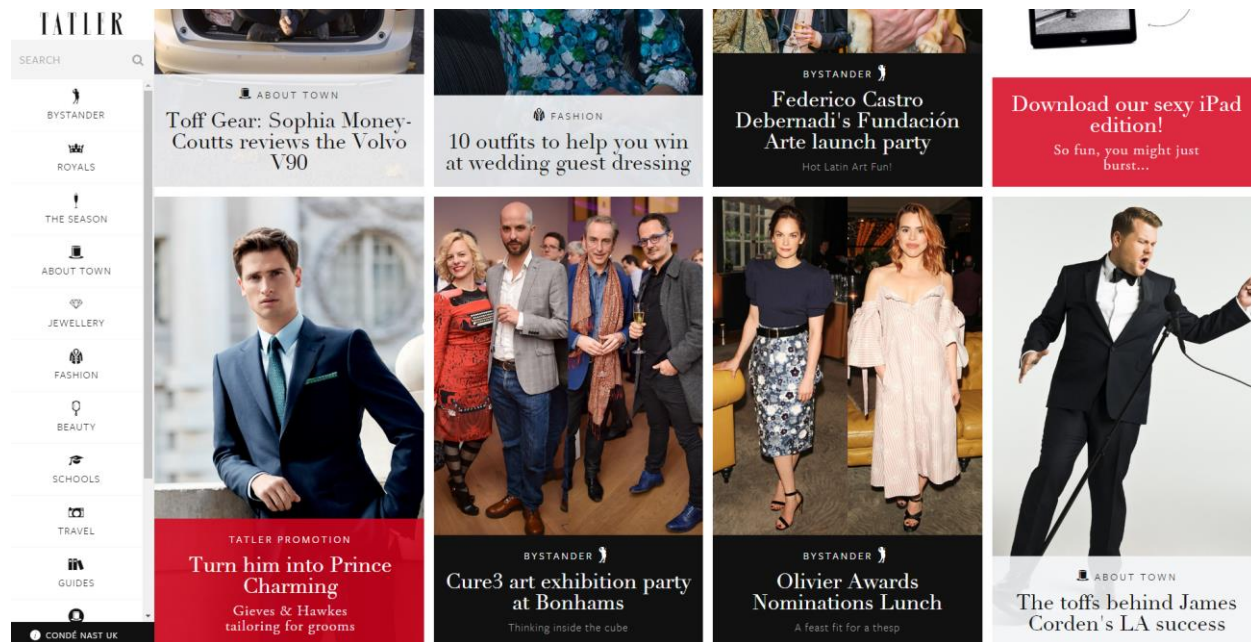 TATLER
SEARCH
BYSTANDER
ROYALS
THE SEASON
ABOUT TOWN
JEWELLERY
FASHION
BEAUTY
SCHOOLS
TRAVEL
GUIDES
CONDÉ NAST UK
ABOUT TOWN
Toff Gear: Sophia Money-
Coutts reviews the Volvo
V90
FASHION
10 outfits to help you win
at wedding guest dressing
BYSTANDER
Federico Castro
Debernadi's Fundación
Arte launch party
Hot Latin Art Fun!
Download our sexy iPad
edition!
So fun, you might just
burst...
TATLER PROMOTION
Turn him into Prince
Charming
Gieves & Hawkes
tailoring for grooms
BYSTANDER
Cure3 art exhibition party
at Bonhams
Thinking inside the cube
BYSTANDER
Olivier Awards
Nominations Lunch
A feast fit for a thesp
ABOUT TOWN
The toffs behind James
Corden's LA success